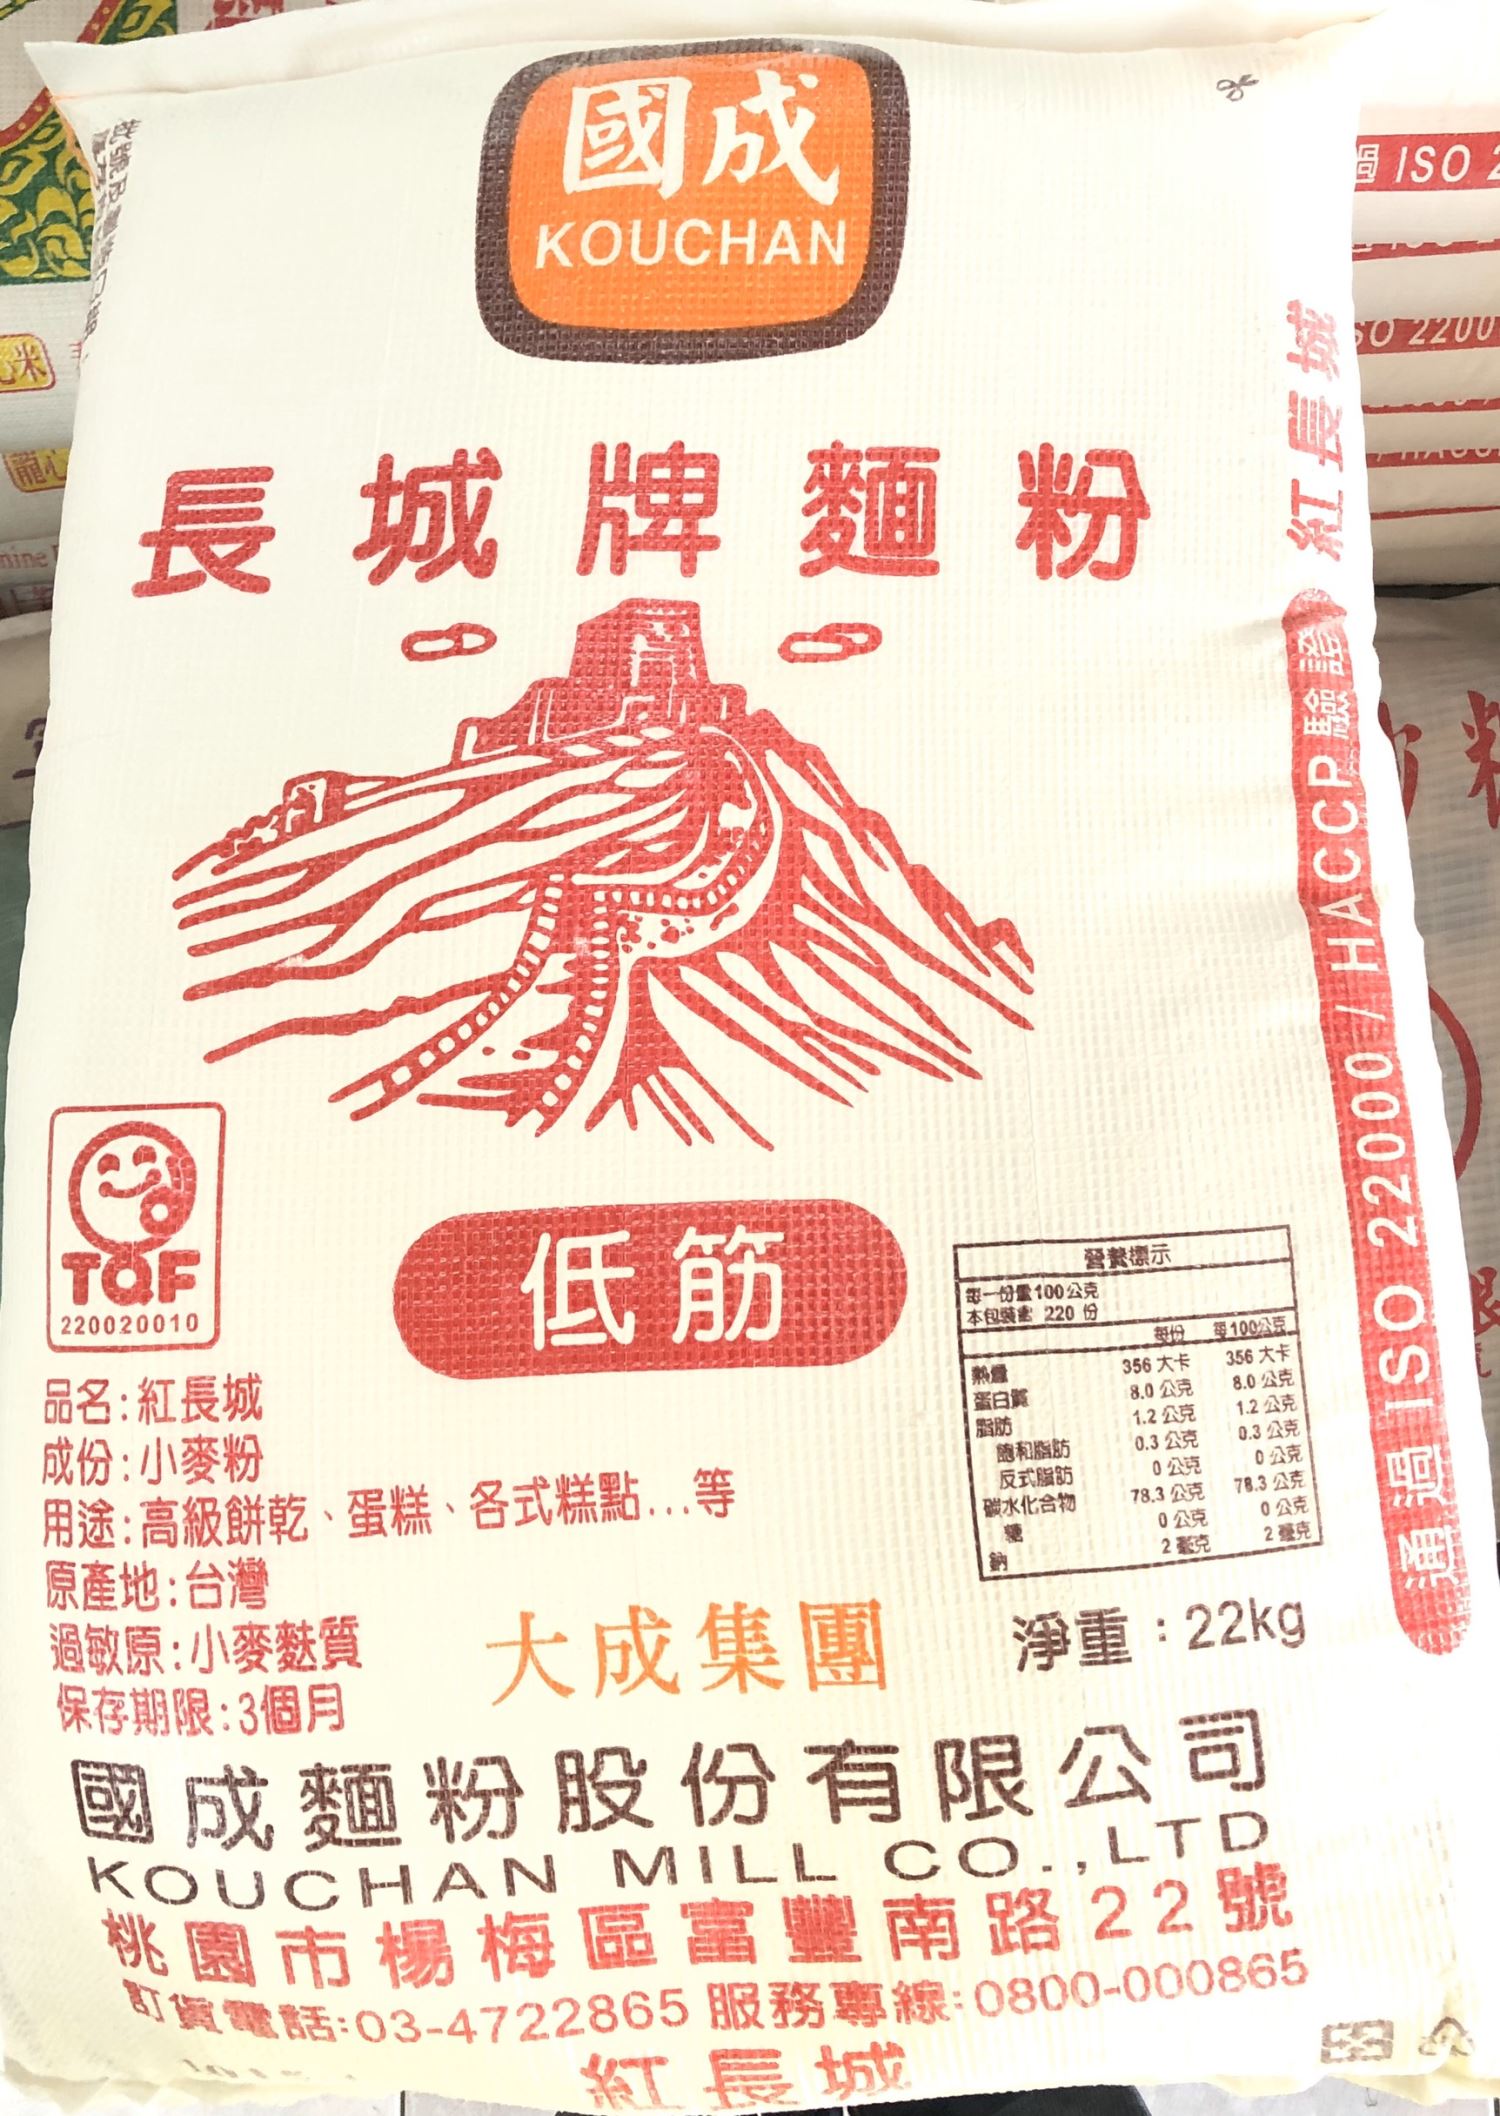 國成
KOUCHAN
長城牌麵粉
紅長城
通過 ISO 22000 / HACCP 驗證
TQF
220020010
低筋
營養標示
每一份量100公克
本包裝含 220 份
每份 每100公克
熱量 356 大卡 356 大卡
蛋白質 8.0 公克 8.0 公克
脂肪 1.2 公克 1.2 公克
飽和脂肪 0.3 公克 0.3 公克
反式脂肪 0 公克 0 公克
碳水化合物 78.3 公克 78.3 公克
糖 0 公克 0 公克
鈉 2 毫克 2 毫克
品名:紅長城
成份:小麥粉
用途:高級餅乾、蛋糕、各式糕點...等
原產地:台灣
過敏原:小麥麩質
保存期限:3個月
大成集團
淨重:22kg
國成麵粉股份有限公司
KOUCHAN MILL CO.,LTD
桃園市楊梅區富豐南路22號
訂貨電話:03-4722865 服務專線:0800-000865
紅長城
過 ISO 2
SO 2200
龍心
米